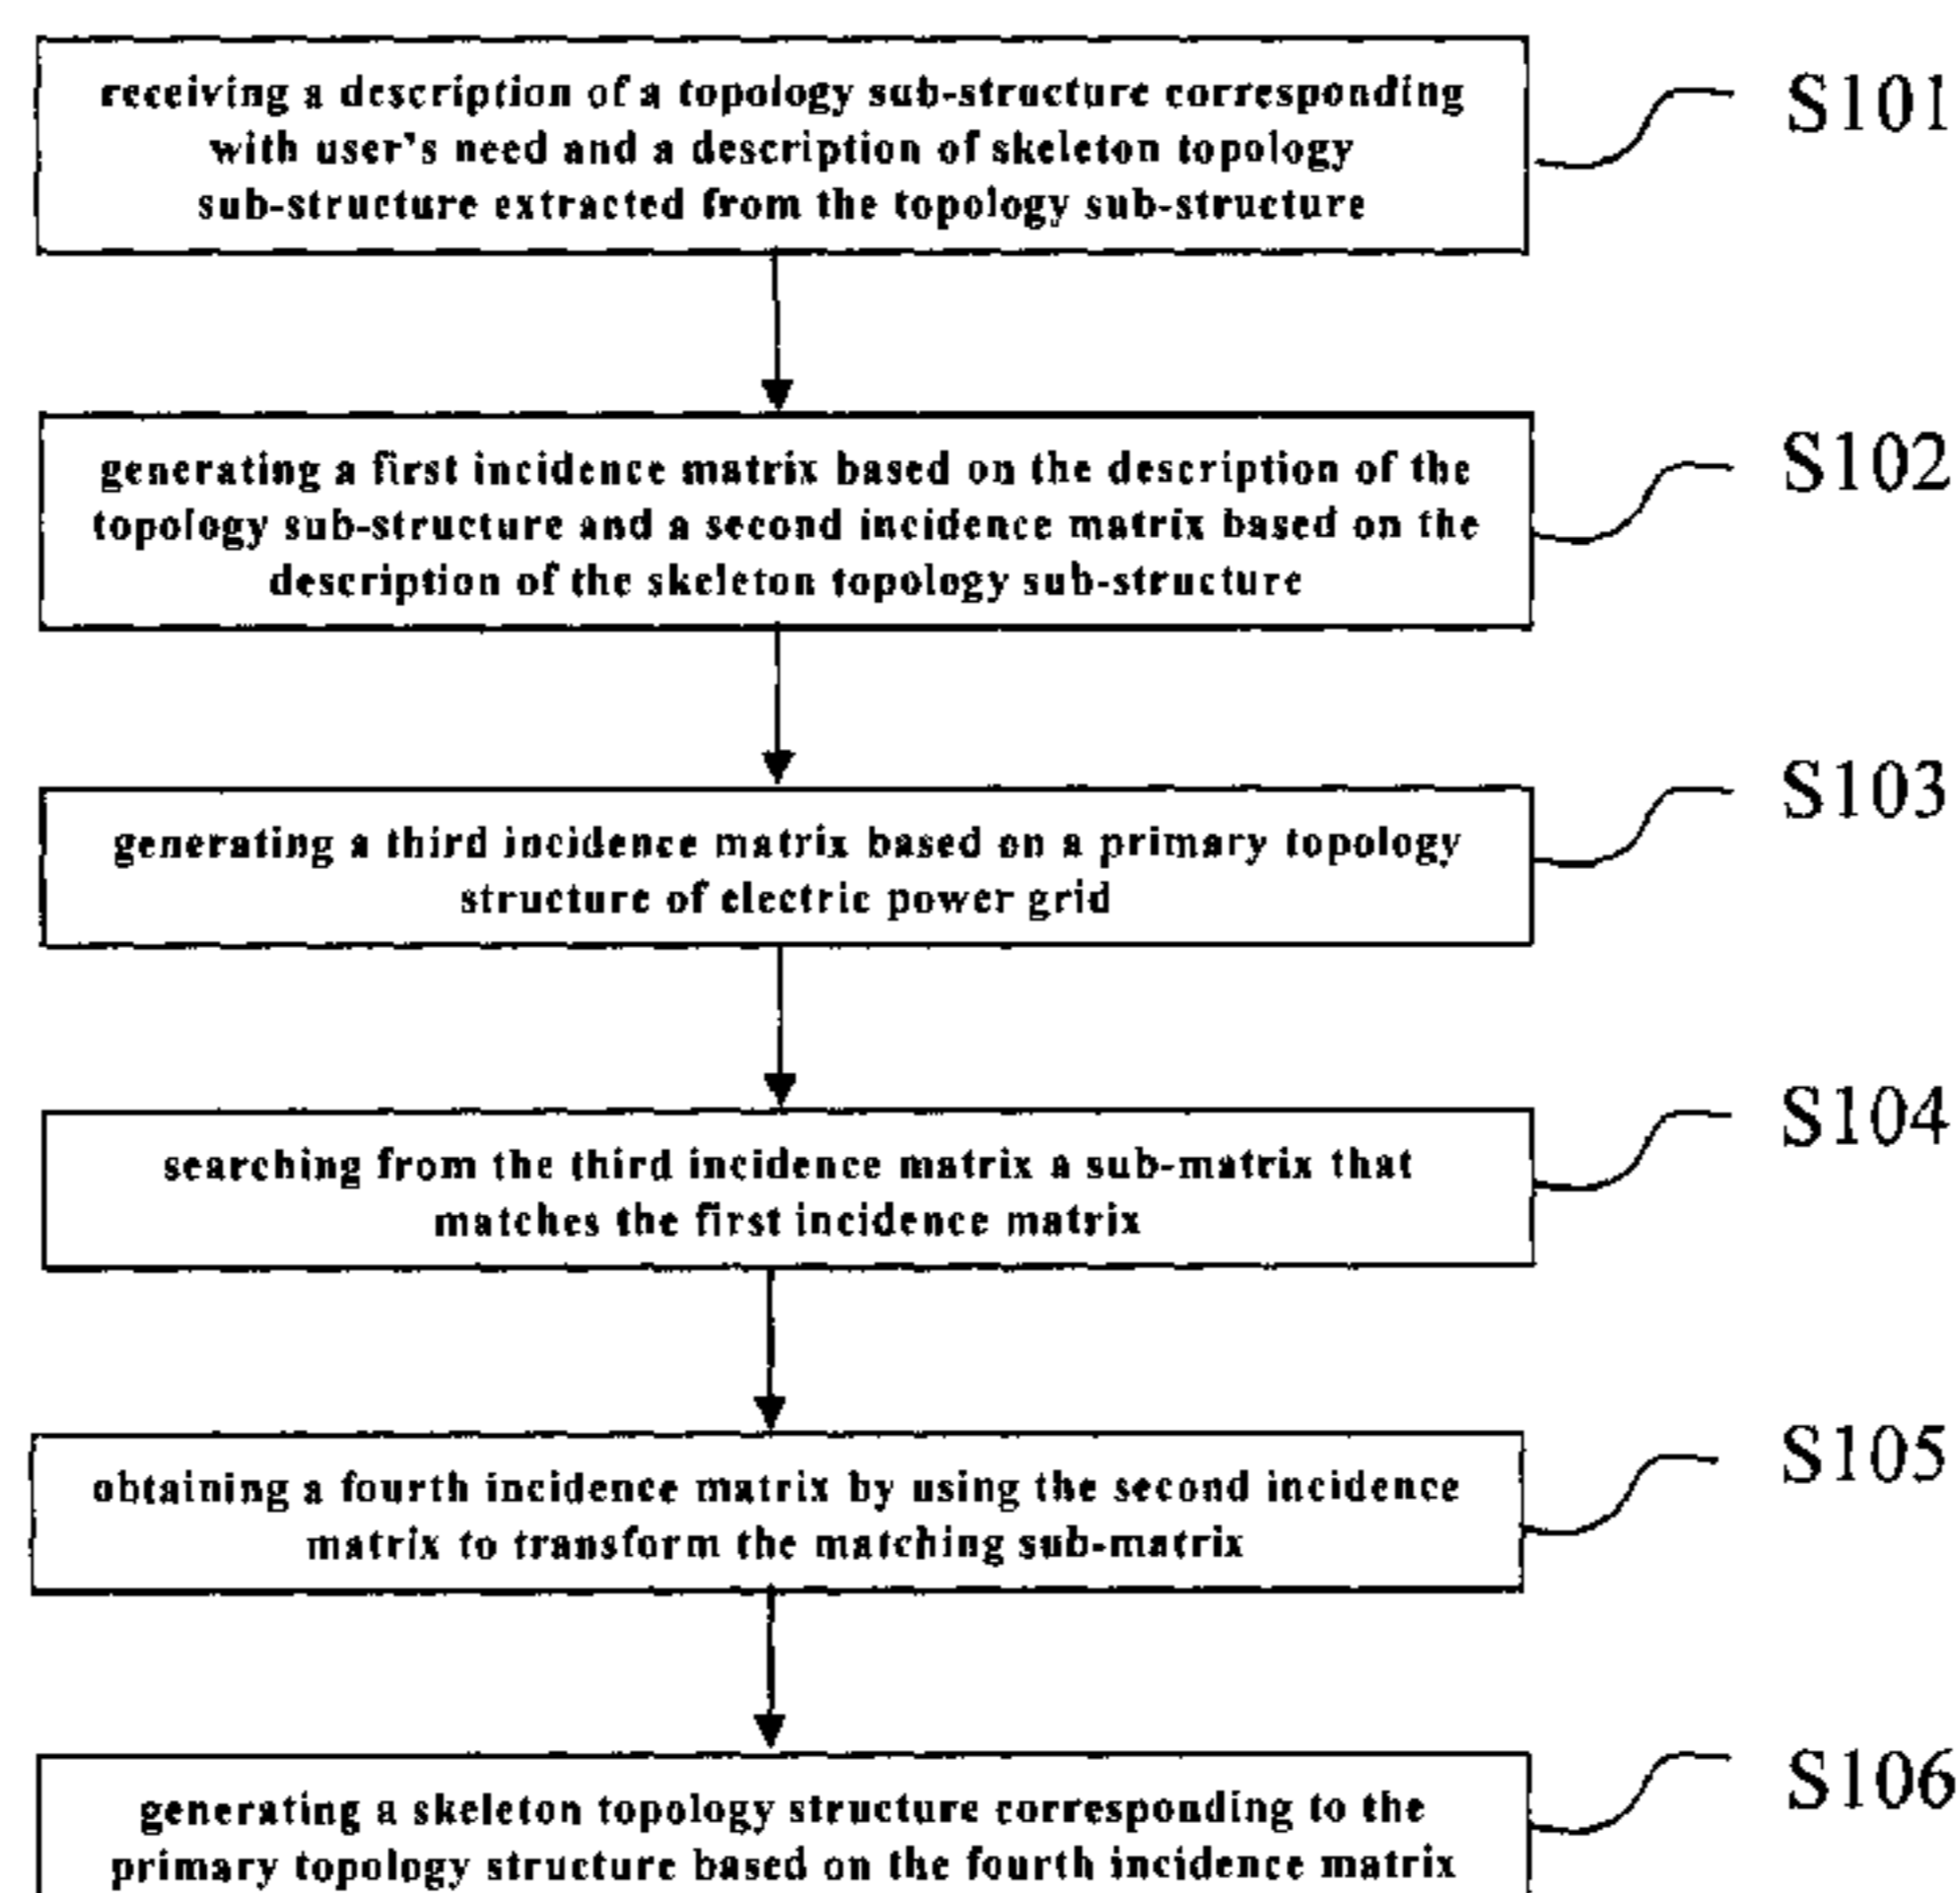 receiving a description of a topology sub-structure corresponding
with user's need and a description of skeleton topology
sub-structure extracted from the topology sub-structure
S101
generating a first incidence matrix based on the description of the
topology sub-structure and a second incidence matrix based on the
description of the skeleton topology sub-structure
S102
generating a third incidence matrix based on a primary topology
structure of electric power grid
S103
searching from the third incidence matrix a sub-matrix that
matches the first incidence matrix
S104
obtaining a fourth incidence matrix by using the second incidence
matrix to transform the matching sub-matrix
S105
generating a skeleton topology structure corresponding to the
primary topology structure based on the fourth incidence matrix
S106